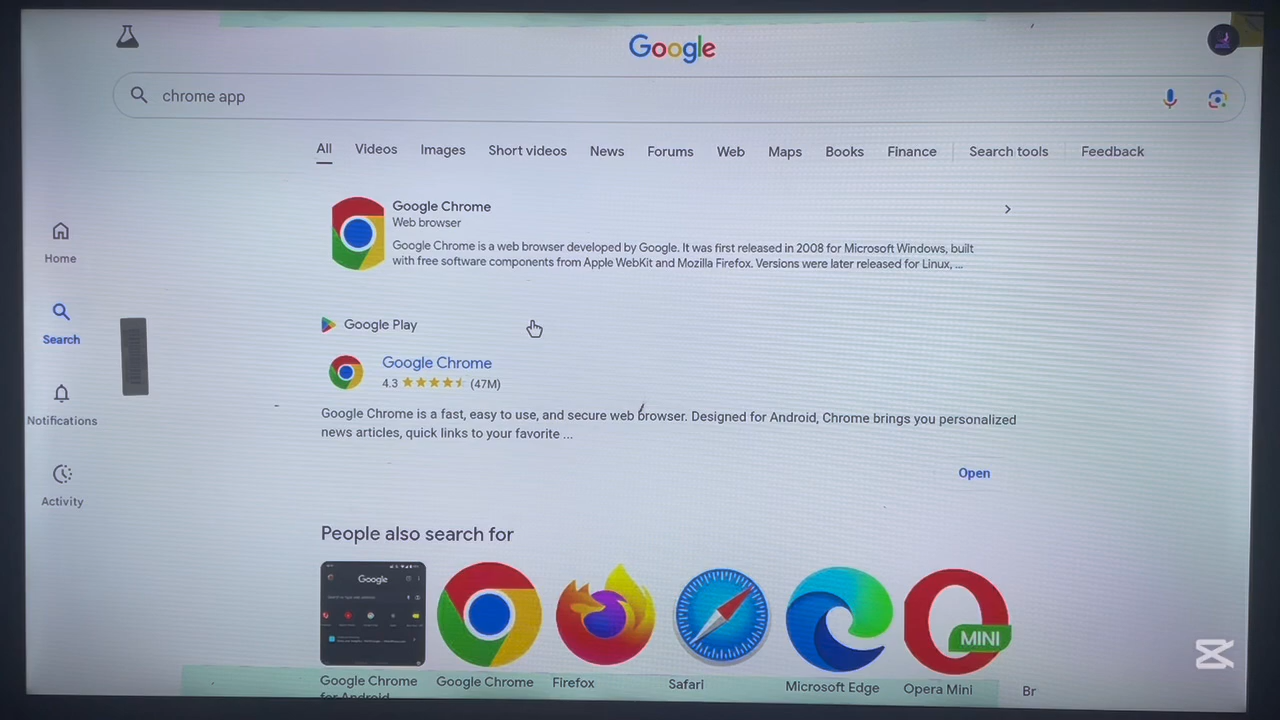 Google
chrome app
All Videos Images Short videos News Forums Web Maps Books Finance Search tools Feedback
Google Chrome
Web browser
Google Chrome is a web browser developed by Google. It was first released in 2008 for Microsoft Windows, built
with free software components from Apple WebKit and Mozilla Firefox. Versions were later released for Linux, ...
Home
Search
Notifications
Activity
Google Play
Google Chrome
4.3 (47M)
Google Chrome is a fast, easy to use, and secure web browser. Designed for Android, Chrome brings you personalized
news articles, quick links to your favorite ...
Open
People also search for
Google
MINI
Google Chrome
for Android
Google Chrome
Firefox
Safari
Microsoft Edge
Opera Mini
Br